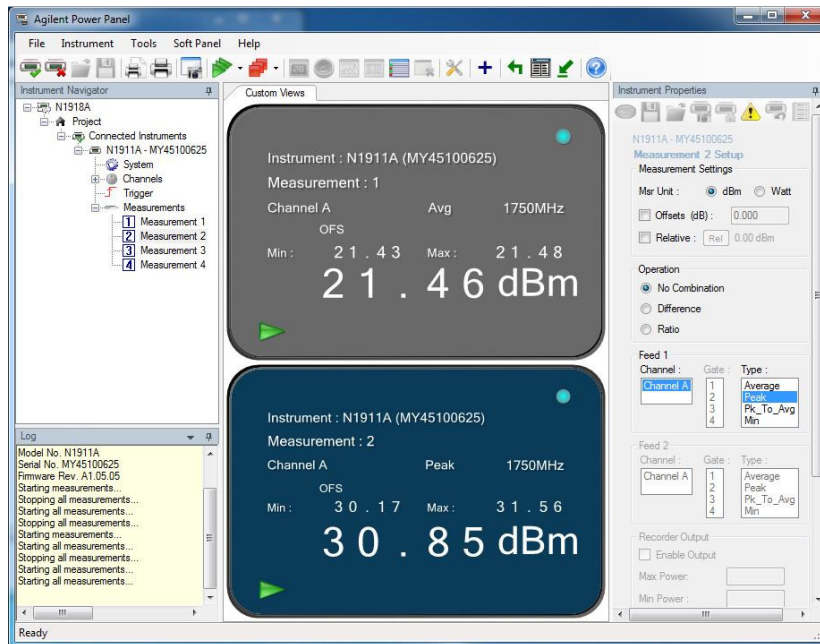 Agilent Power Panel
File Instrument Tools Soft Panel Help
Instrument Navigator
N1918A
Project
Connected Instruments
N1911A - MY45100625
System
Channels
Trigger
Measurements
1 Measurement 1
2 Measurement 2
3 Measurement 3
4 Measurement 4
Log
Model No. N1911A
Serial No. MY45100625
Firmware Rev. A1.05.05
Starting measurements...
Stopping all measurements...
Starting all measurements...
Stopping all measurements...
Starting measurements...
Starting all measurements...
Stopping all measurements...
Starting all measurements...
Starting all measurements...
Custom Views
Instrument : N1911A (MY45100625)
Measurement : 1
Channel A Avg 1750MHz
OFS
Min : 21.43 Max : 21.48
21.46 dBm
Instrument : N1911A (MY45100625)
Measurement : 2
Channel A Peak 1750MHz
OFS
Min : 30.17 Max : 31.56
30.85 dBm
Instrument Properties
N1911A - MY45100625
Measurement 2 Setup
Measurement Settings
Msr Unit : dBm Watt
Offsets (dB) : 0.000
Relative : Rel 0.00 dBm
Operation
No Combination
Difference
Ratio
Feed 1
Channel : Gate : Type :
Channel A 1 Average
2 Peak
3 Pk_To_Avg
4 Min
Feed 2
Channel : Gate : Type :
Channel A 1 Average
2 Peak
3 Pk_To_Avg
4 Min
Recorder Output
Enable Output
Max Power:
Min Power :
Ready